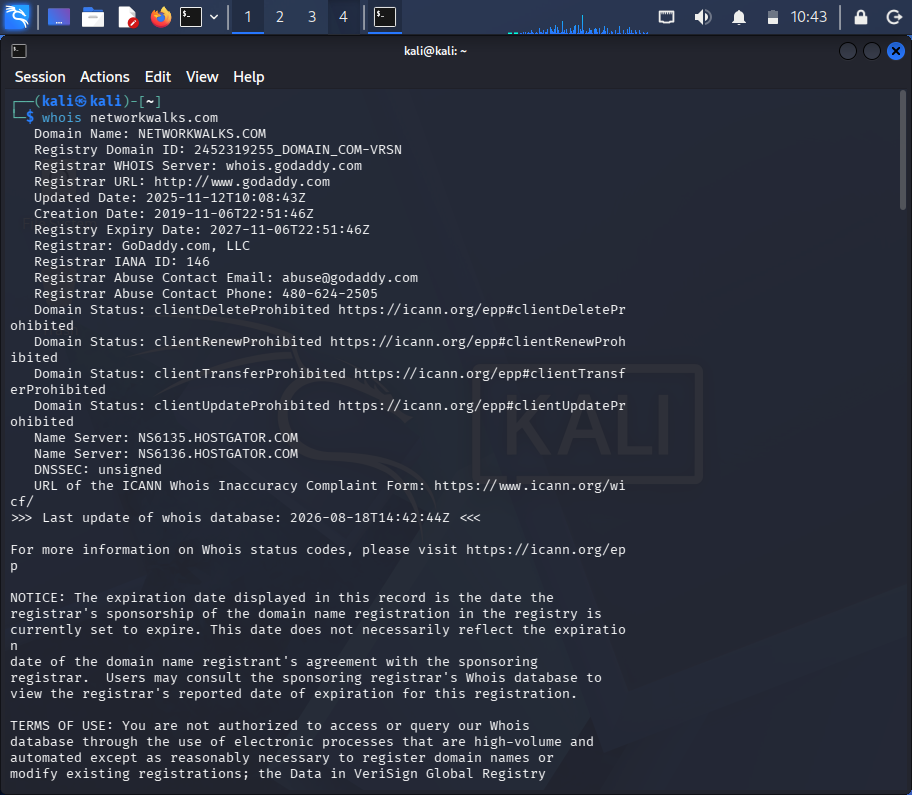 1 2 3 4 10:43
kali@kali: ~
Session Actions Edit View Help
┌──(kali㉿kali)-[~]
└─$ whois networkwalks.com
Domain Name: NETWORKWALKS.COM
Registry Domain ID: 2452319255_DOMAIN_COM-VRSN
Registrar WHOIS Server: whois.godaddy.com
Registrar URL: http://www.godaddy.com
Updated Date: 2025-11-12T10:08:43Z
Creation Date: 2019-11-06T22:51:46Z
Registry Expiry Date: 2027-11-06T22:51:46Z
Registrar: GoDaddy.com, LLC
Registrar IANA ID: 146
Registrar Abuse Contact Email: abuse@godaddy.com
Registrar Abuse Contact Phone: 480-624-2505
Domain Status: clientDeleteProhibited https://icann.org/epp#clientDeletePr
ohibited
Domain Status: clientRenewProhibited https://icann.org/epp#clientRenewProh
ibited
Domain Status: clientTransferProhibited https://icann.org/epp#clientTransf
erProhibited
Domain Status: clientUpdateProhibited https://icann.org/epp#clientUpdatePr
ohibited
Name Server: NS6135.HOSTGATOR.COM
Name Server: NS6136.HOSTGATOR.COM
DNSSEC: unsigned
URL of the ICANN Whois Inaccuracy Complaint Form: https://www.icann.org/wi
cf/
>>> Last update of whois database: 2026-08-18T14:42:44Z <<<
For more information on Whois status codes, please visit https://icann.org/ep
p
NOTICE: The expiration date displayed in this record is the date the
registrar's sponsorship of the domain name registration in the registry is
currently set to expire. This date does not necessarily reflect the expiratio
n
date of the domain name registrant's agreement with the sponsoring
registrar.  Users may consult the sponsoring registrar's Whois database to
view the registrar's reported date of expiration for this registration.
TERMS OF USE: You are not authorized to access or query our Whois
database through the use of electronic processes that are high-volume and
automated except as reasonably necessary to register domain names or
modify existing registrations; the Data in VeriSign Global Registry
KALI